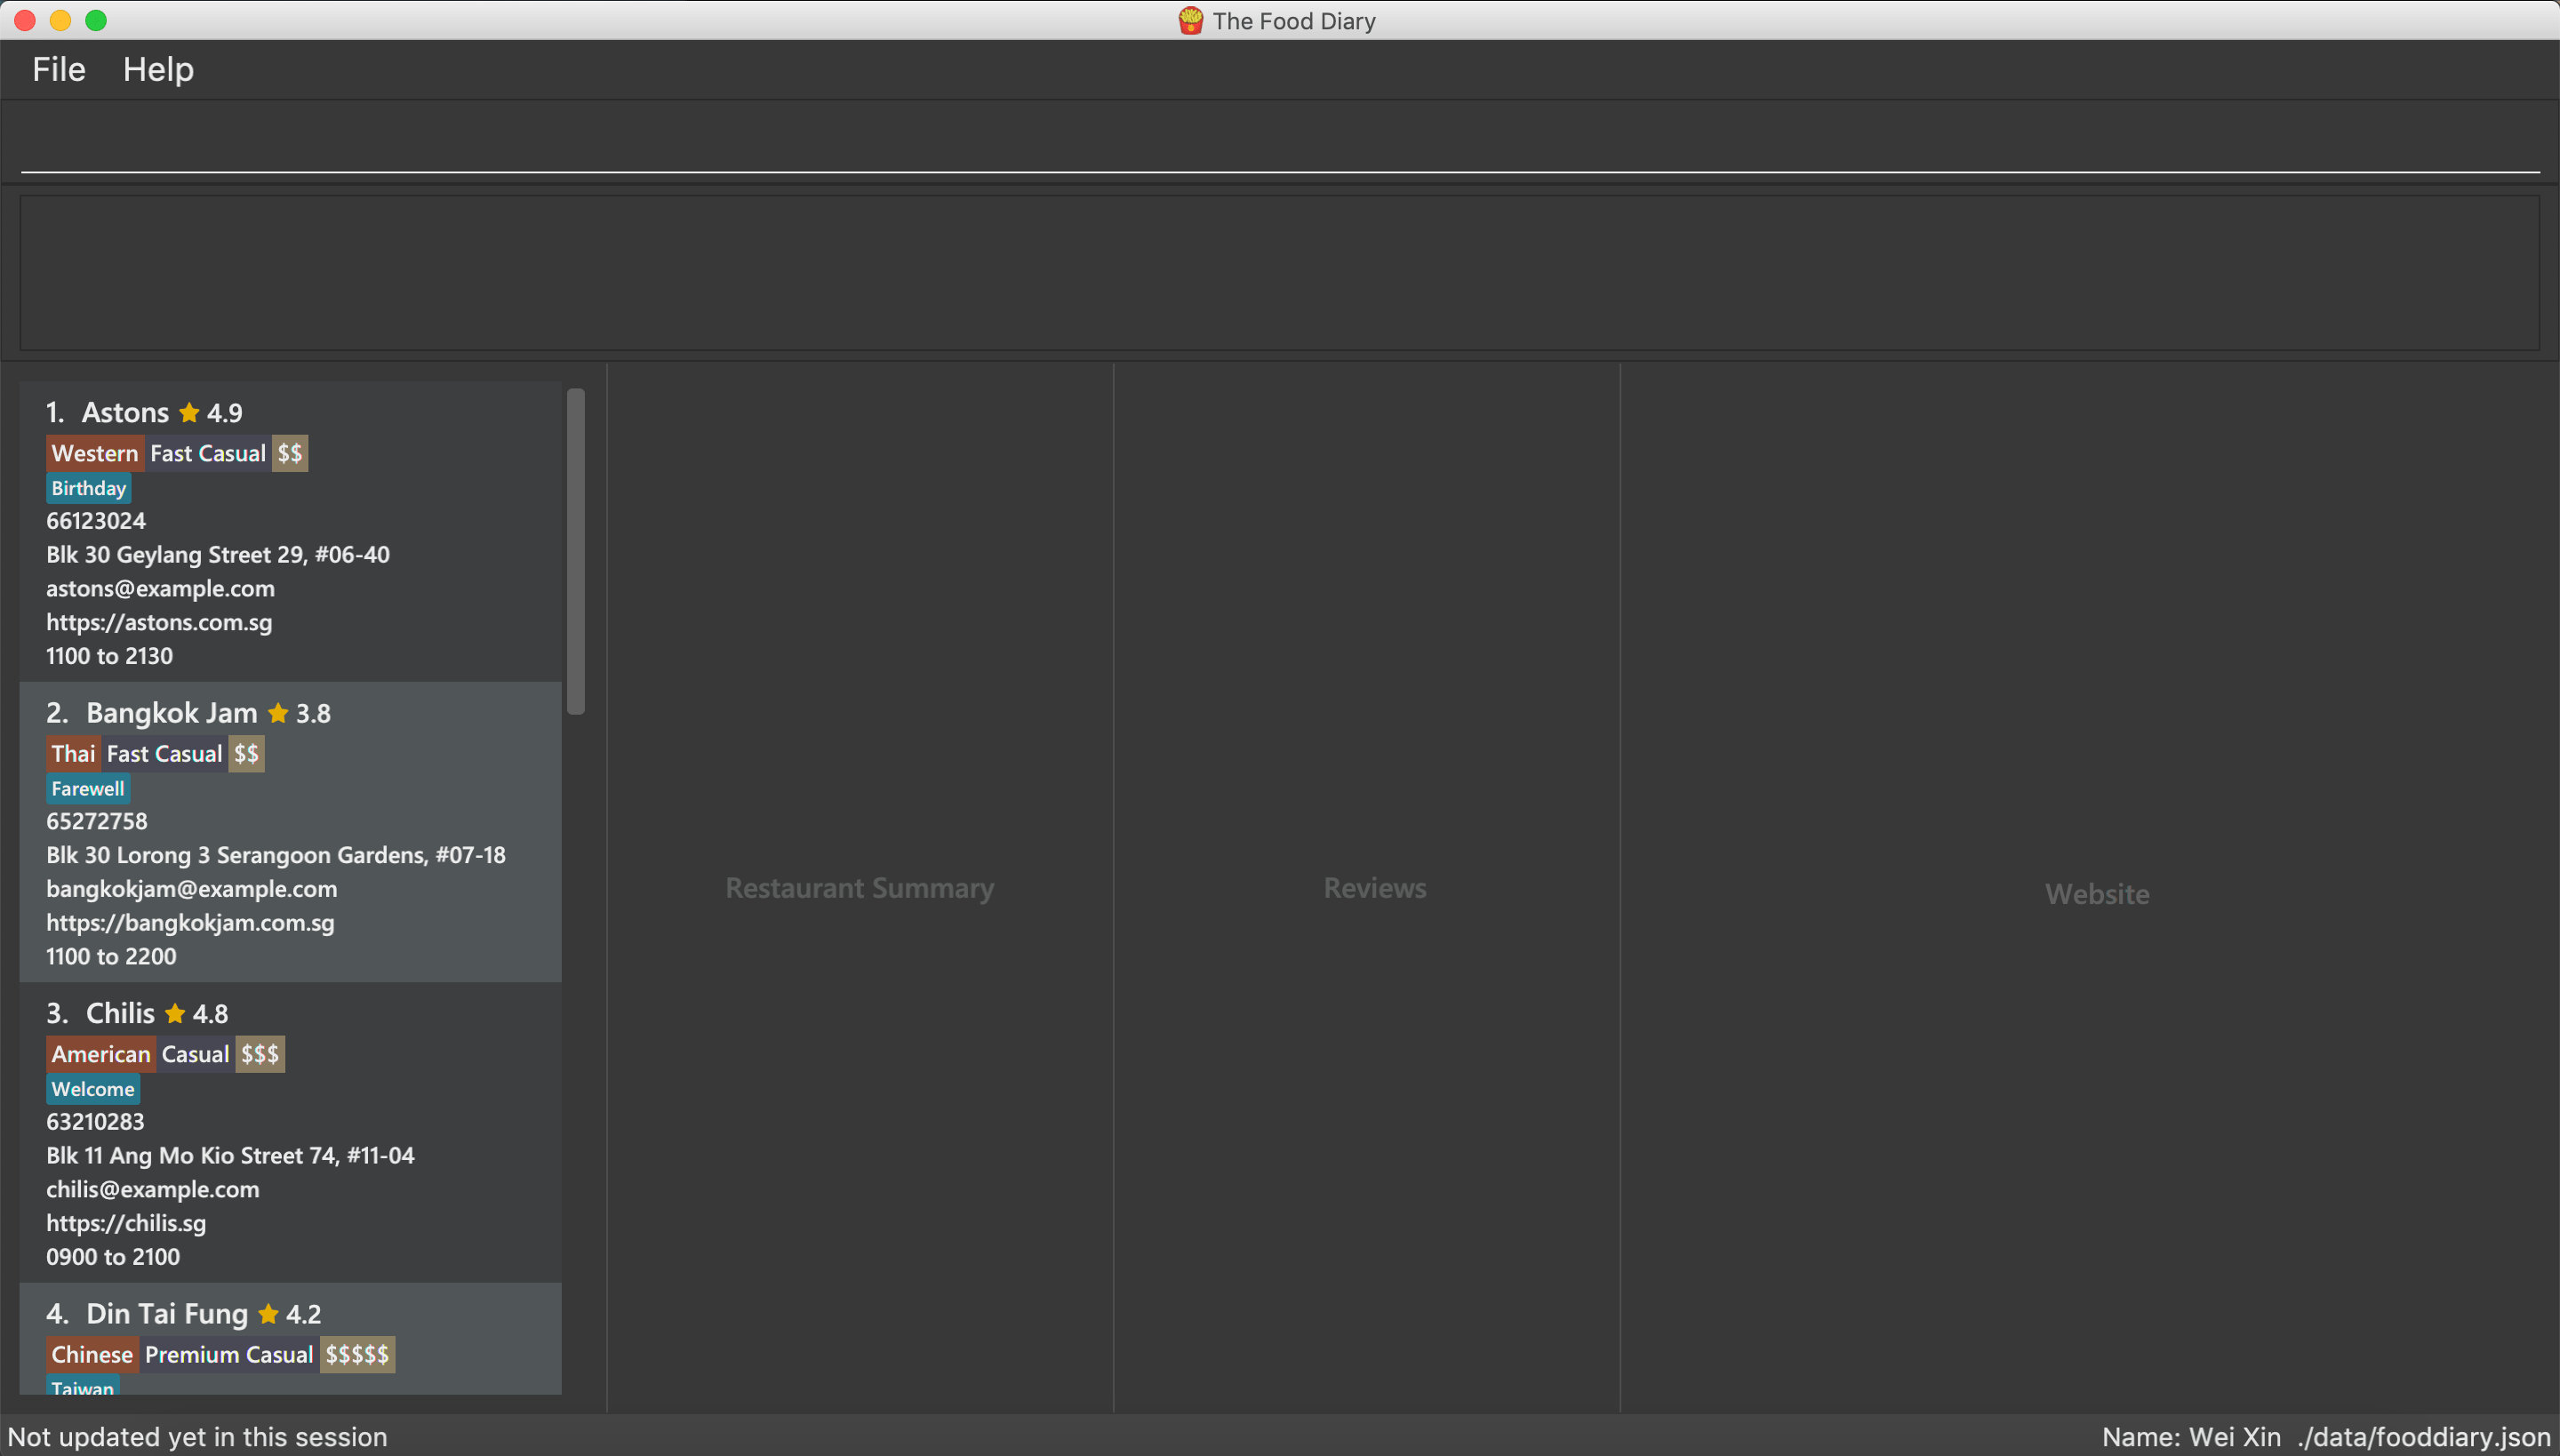 The Food Diary
File Help
1. Astons 4.9
Western Fast Casual $$
Birthday
66123024
Blk 30 Geylang Street 29, #06-40
astons@example.com
https://astons.com.sg
1100 to 2130
2. Bangkok Jam 3.8
Thai Fast Casual $$
Farewell
65272758
Blk 30 Lorong 3 Serangoon Gardens, #07-18
bangkokjam@example.com
https://bangkokjam.com.sg
1100 to 2200
3. Chilis 4.8
American Casual $$$
Welcome
63210283
Blk 11 Ang Mo Kio Street 74, #11-04
chilis@example.com
https://chilis.sg
0900 to 2100
4. Din Tai Fung 4.2
Chinese Premium Casual $$$$$
Taiwan
Restaurant Summary
Reviews
Website
Not updated yet in this session
Name: Wei Xin ./data/fooddiary.json